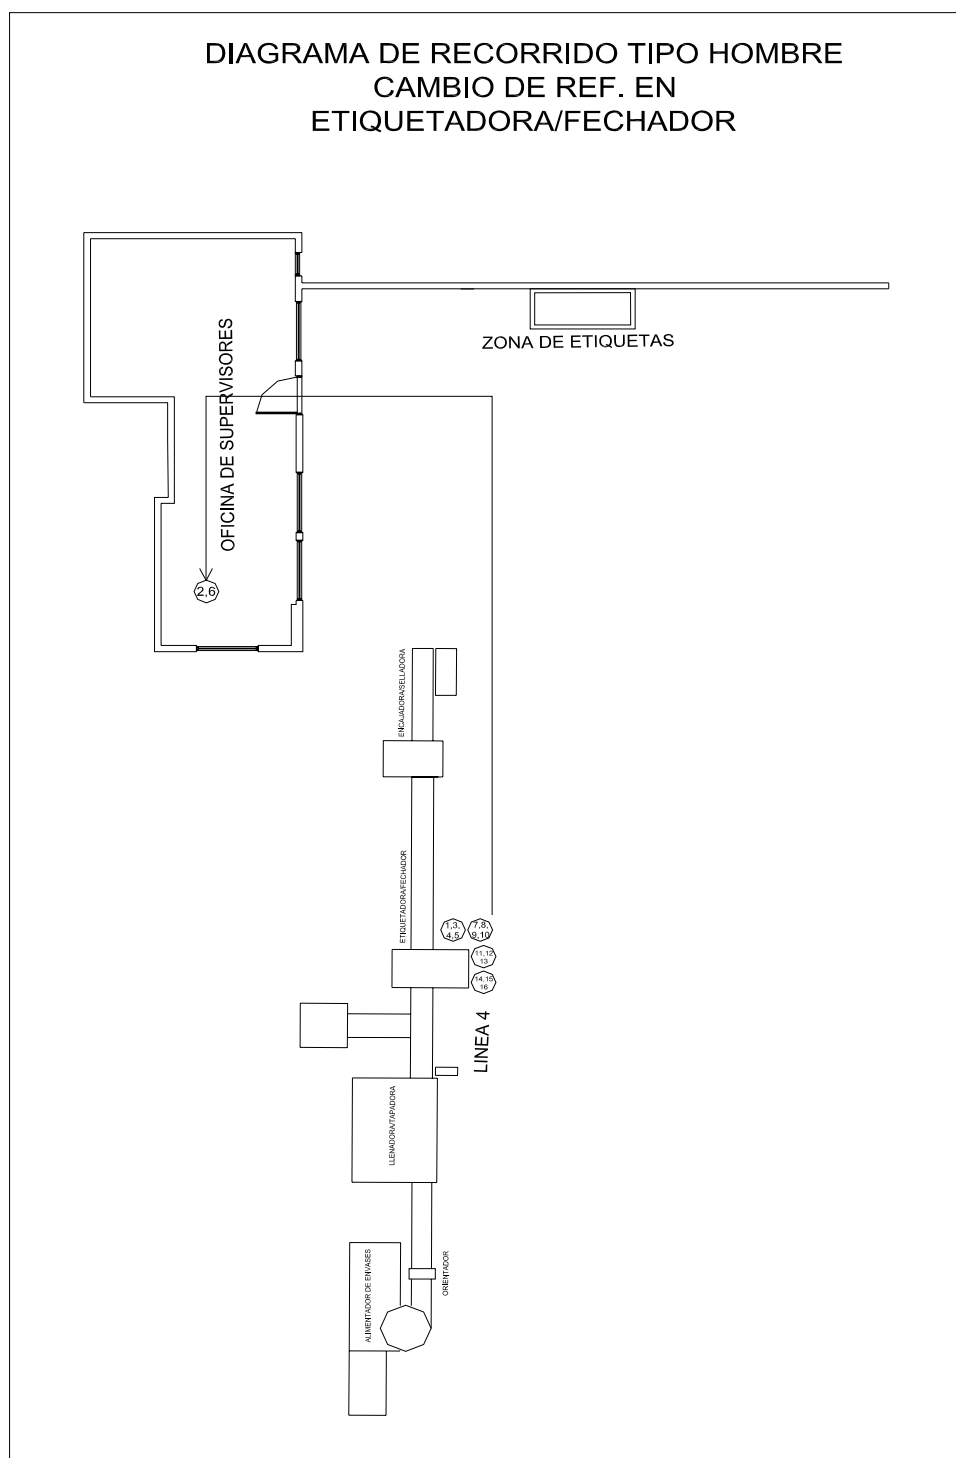 DIAGRAMA DE RECORRIDO TIPO HOMBRE
CAMBIO DE REF. EN
ETIQUETADORA/FECHADOR
ZONA DE ETIQUETAS
OFICINA DE SUPERVISORES
2,6
ENCAJADORA/SELLADORA
ETIQUETADORA/FECHADOR
1,3,
4,5
7,8,
9,10
11,12
13
14,15
16
LINEA 4
LLENADORA/TAPADORA
ALIMENTADOR DE ENVASES
ORIENTADOR